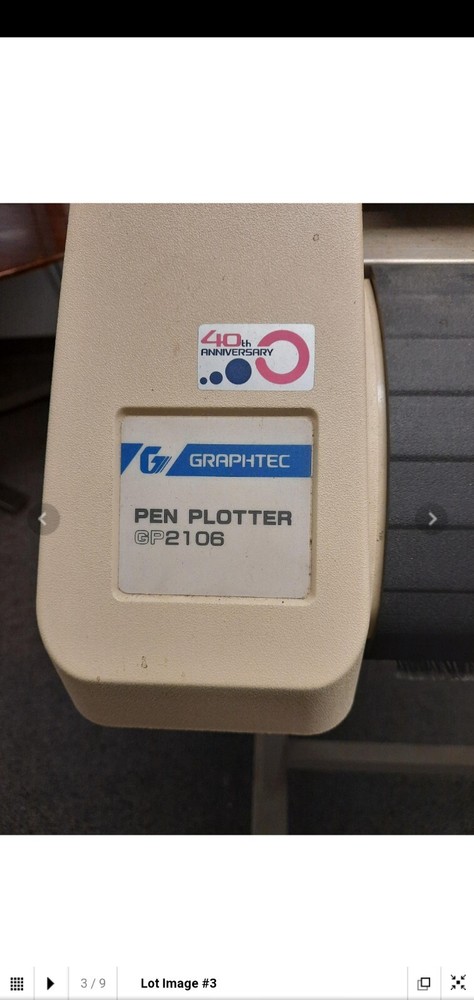 40th
ANNIVERSARY
G GRAPHTEC
PEN PLOTTER
GP2106
3 / 9
Lot Image #3